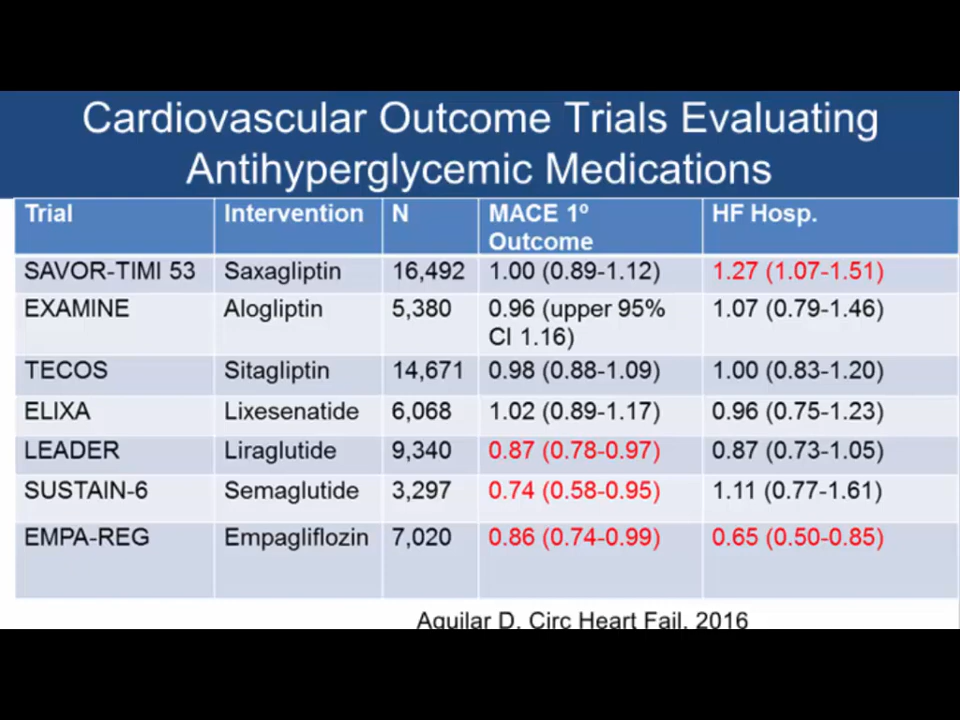 Cardiovascular Outcome Trials Evaluating
Antihyperglycemic Medications
Trial Intervention N MACE 1º HF Hosp.
Outcome
SAVOR-TIMI 53 Saxagliptin 16,492 1.00 (0.89-1.12) 1.27 (1.07-1.51)
EXAMINE Alogliptin 5,380 0.96 (upper 95% 1.07 (0.79-1.46)
CI 1.16)
TECOS Sitagliptin 14,671 0.98 (0.88-1.09) 1.00 (0.83-1.20)
ELIXA Lixesenatide 6,068 1.02 (0.89-1.17) 0.96 (0.75-1.23)
LEADER Liraglutide 9,340 0.87 (0.78-0.97) 0.87 (0.73-1.05)
SUSTAIN-6 Semaglutide 3,297 0.74 (0.58-0.95) 1.11 (0.77-1.61)
EMPA-REG Empagliflozin 7,020 0.86 (0.74-0.99) 0.65 (0.50-0.85)
Aguilar D, Circ Heart Fail, 2016